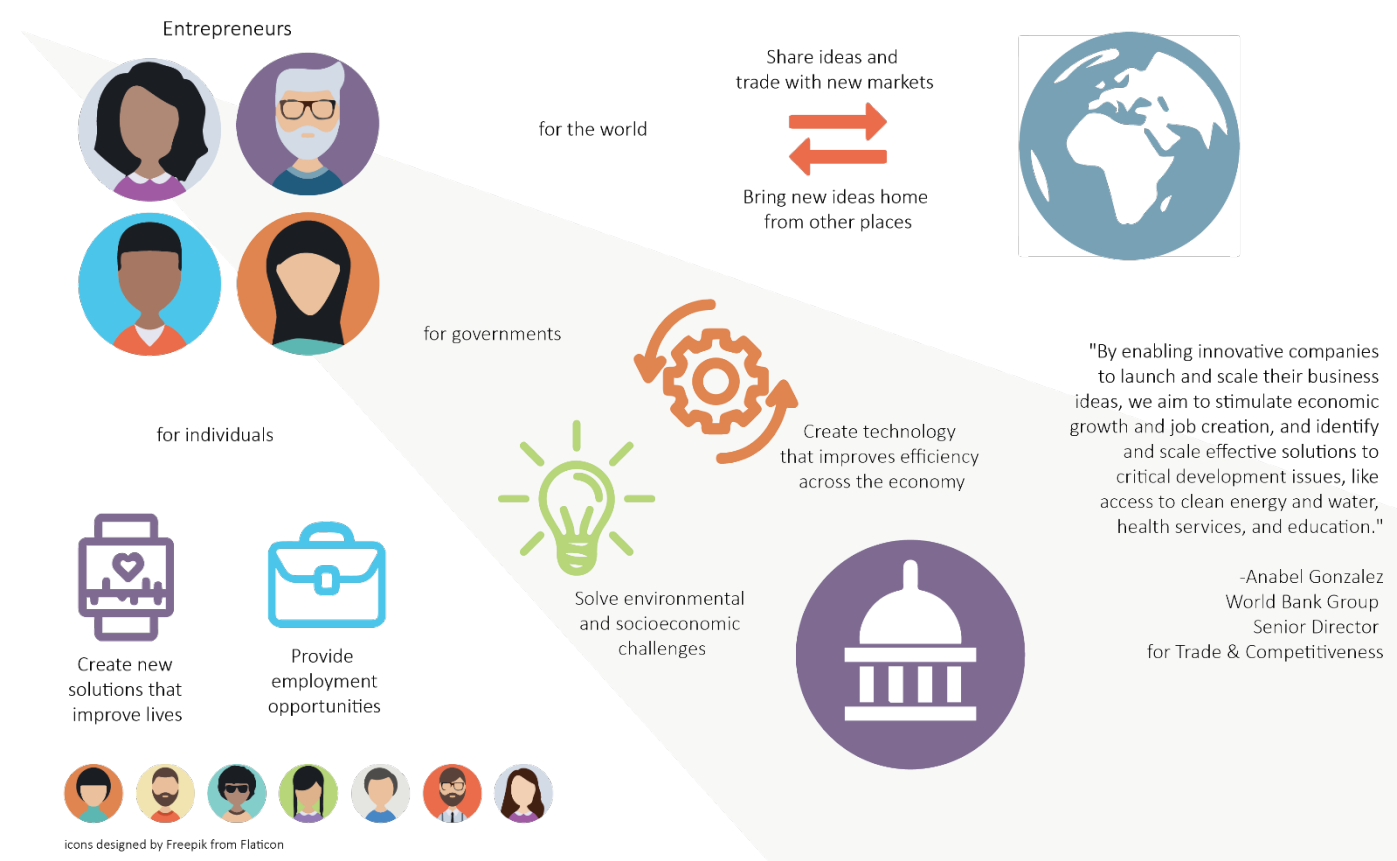 Entrepreneurs
for the world
Share ideas and
trade with new markets
Bring new ideas home
from other places
for governments
Create technology
that improves efficiency
across the economy
Solve environmental
and socioeconomic
challenges
for individuals
Create new
solutions that
improve lives
Provide
employment
opportunities
"By enabling innovative companies
to launch and scale their business
ideas, we aim to stimulate economic
growth and job creation, and identify
and scale effective solutions to
critical development issues, like
access to clean energy and water,
health services, and education."
-Anabel Gonzalez
World Bank Group
Senior Director
for Trade & Competitiveness
icons designed by Freepik from Flaticon